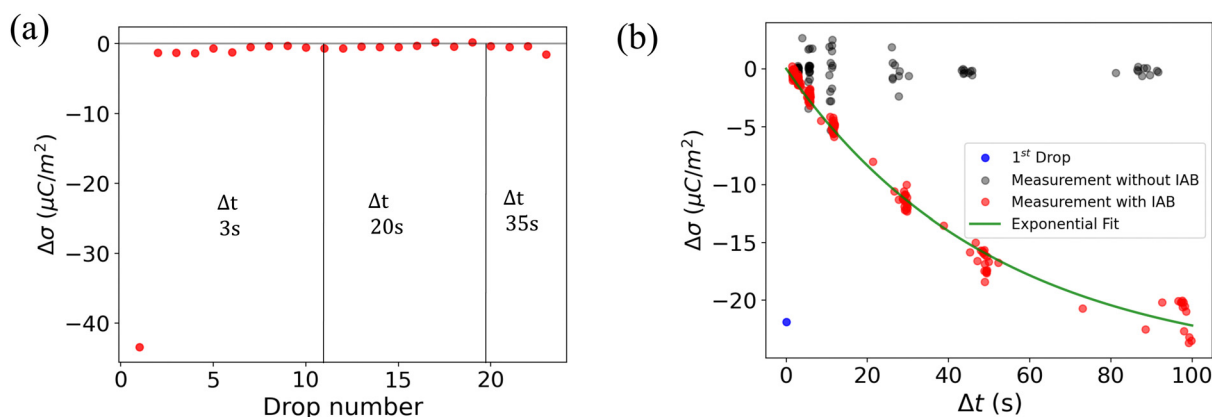 (a)
0
−10
−20
−30
−40
Δσ (μC/m²)
Δt
3s
Δt
20s
Δt
35s
0
5
10
15
20
Drop number
(b)
0
−5
−10
−15
−20
Δσ (μC/m²)
1ˢᵗ Drop
Measurement without IAB
Measurement with IAB
Exponential Fit
0
20
40
60
80
100
Δt (s)